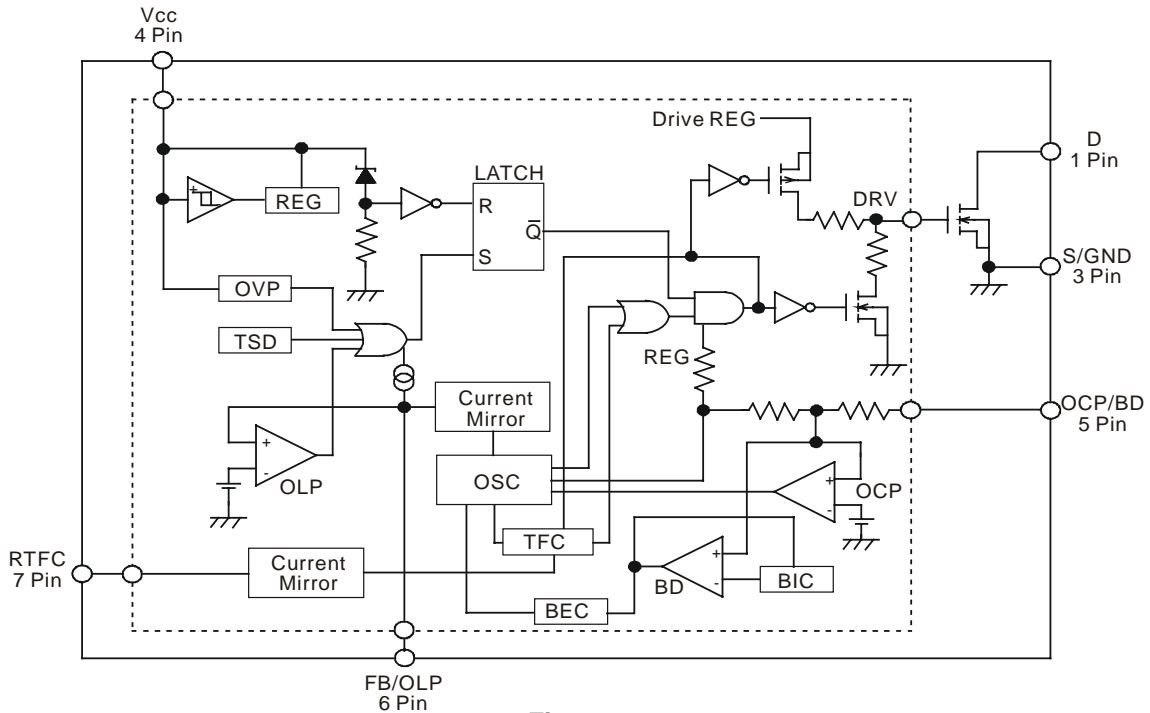 Vcc
4 Pin
Drive REG
D
1 Pin
LATCH
REG
R
DRV
Q
S
S/GND
3 Pin
OVP
TSD
REG
Current
Mirror
OCP/BD
5 Pin
+
-
OLP
OSC
+
-
OCP
RTFC
7 Pin
Current
Mirror
TFC
+
-
BD
BIC
BEC
FB/OLP
6 Pin